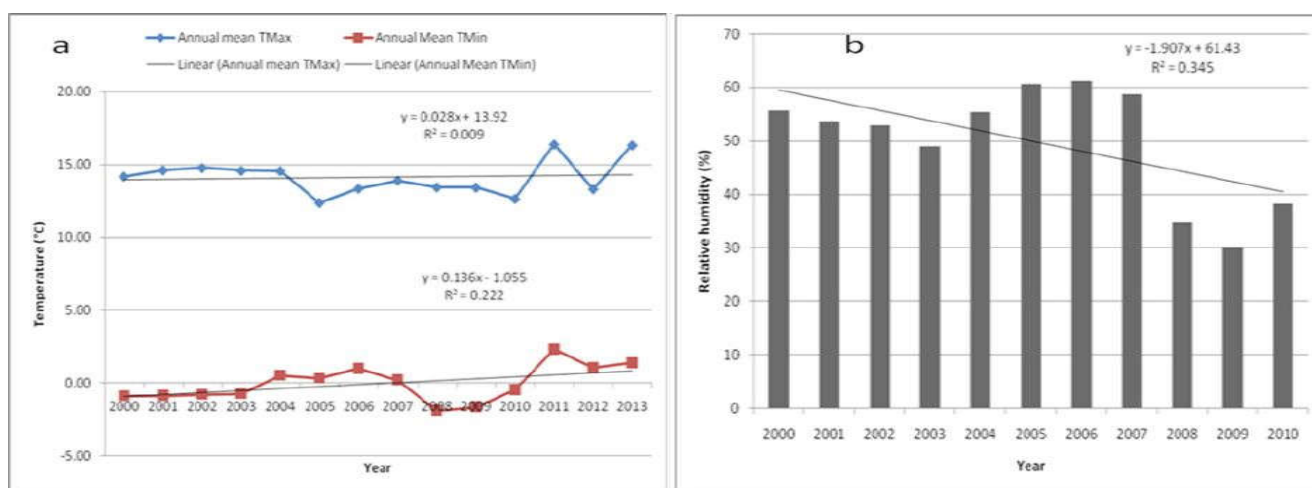 a
Annual mean TMax
Annual Mean TMin
Linear (Annual mean TMax)
Linear (Annual Mean TMin)
20.00
15.00
10.00
5.00
0.00
-5.00
Temperature (°C)
y = 0.028x + 13.92
R² = 0.009
y = 0.136x - 1.055
R² = 0.222
2000 2001 2002 2003 2004 2005 2006 2007 2008 2009 2010 2011 2012 2013
Year
b
y = -1.907x + 61.43
R² = 0.345
70
60
50
40
30
20
10
0
Relative humidity (%)
2000 2001 2002 2003 2004 2005 2006 2007 2008 2009 2010
Year